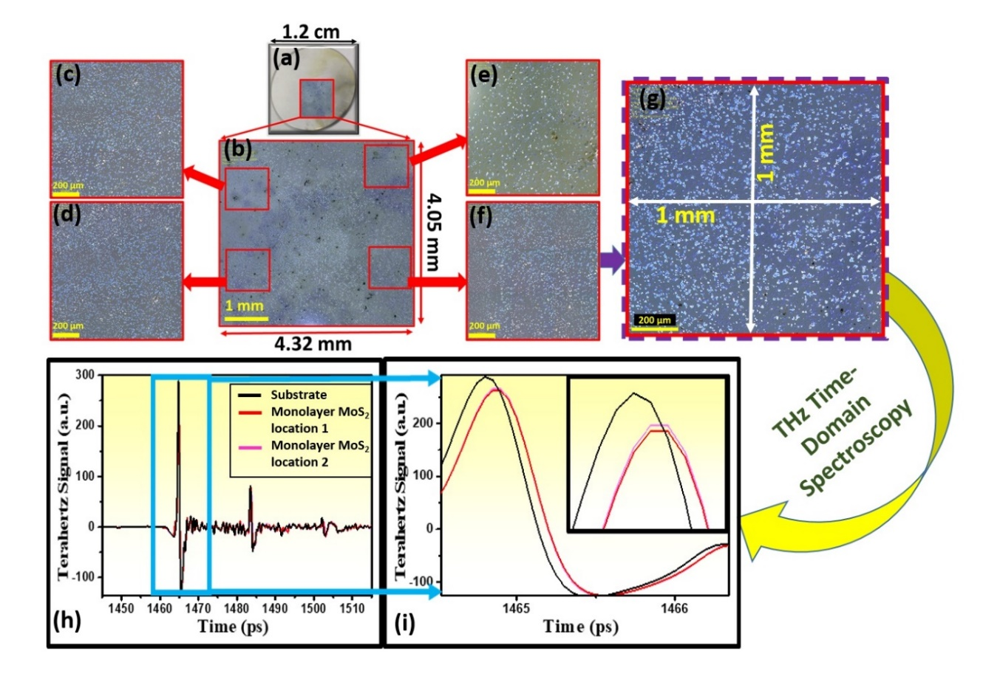 1.2 cm
(a)
(c)
200 µm
(d)
200 µm
(b)
1 mm
4.32 mm
4.05 mm
(e)
200 µm
(f)
200 µm
(g)
1 mm
1 mm
200 µm
THz Time-
Domain
Spectroscopy
300
200
100
0
-100
Terahertz Signal (a.u.)
Substrate
Monolayer MoS₂
location 1
Monolayer MoS₂
location 2
1450 1460 1470 1480 1490 1500 1510
Time (ps)
(h)
200
100
0
-100
Terahertz Signal (a.u.)
1465 1466
Time (ps)
(i)